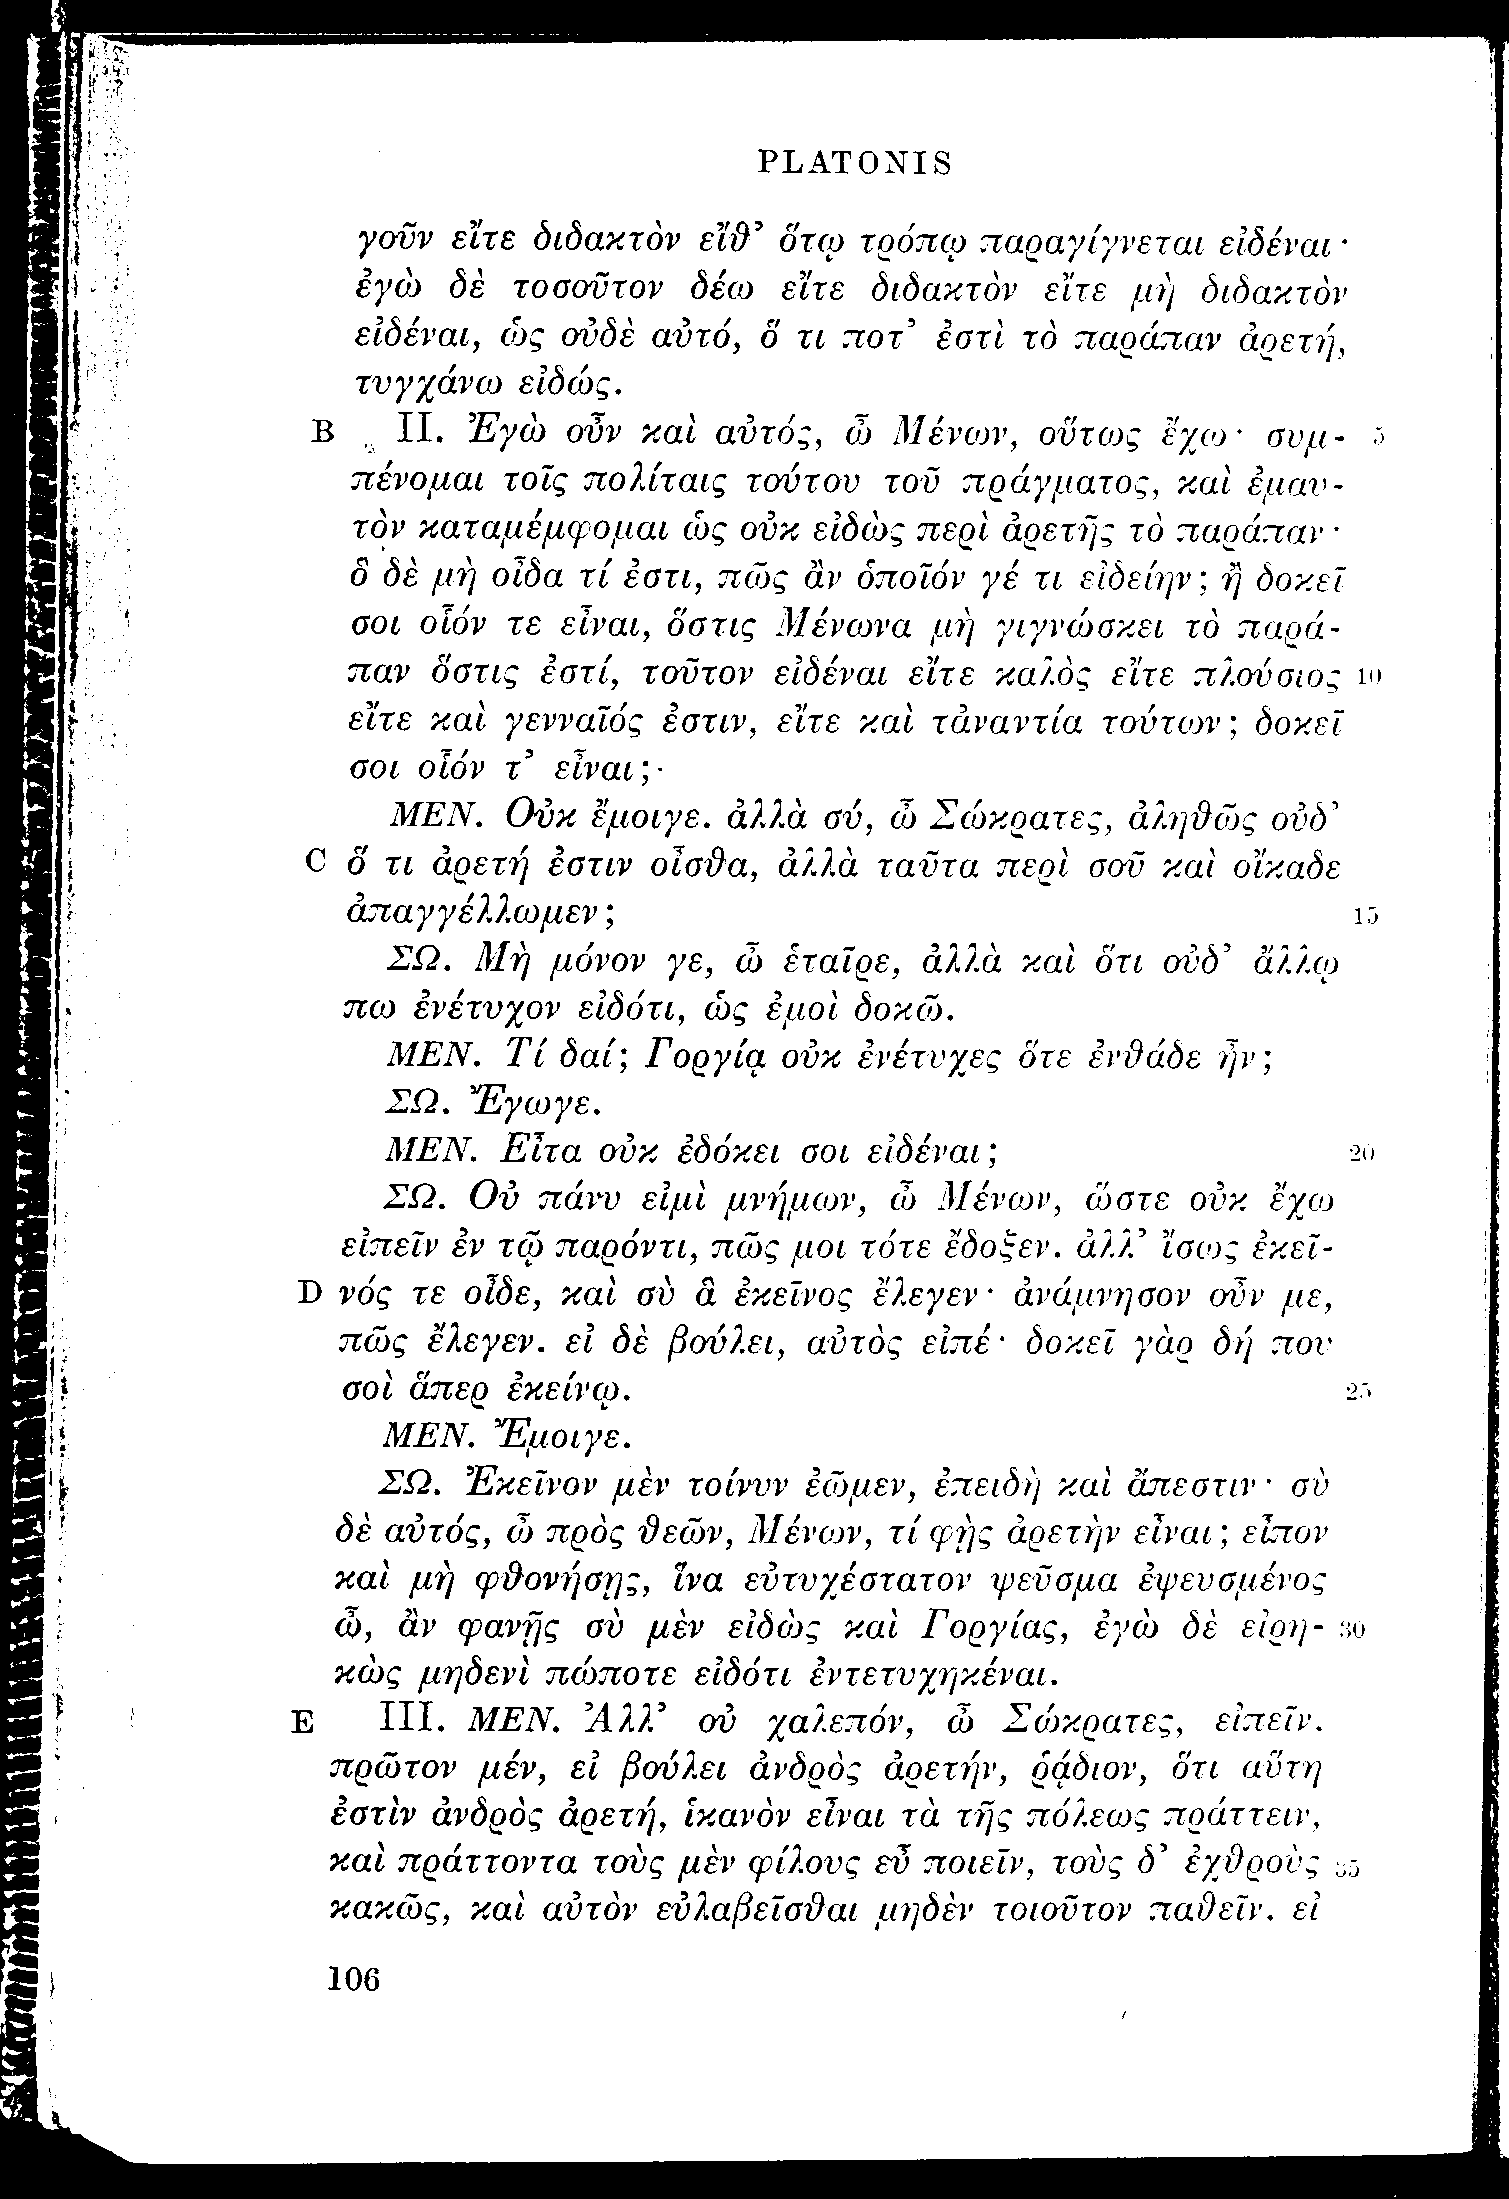 PLATONIS
γοῦν εἴτε διδακτὸν εἴθ’ ὅτῳ τρόπῳ παραγίγνεται εἰδέναι·
ἐγὼ δὲ τοσοῦτον δέω εἴτε διδακτὸν εἴτε μὴ διδακτὸν
εἰδέναι, ὡς οὐδὲ αὐτό, ὅ τι ποτ’ ἐστὶ τὸ παράπαν ἀρετή,
τυγχάνω εἰδώς.
B II. Ἐγὼ οὖν καὶ αὐτός, ὦ Μένων, οὕτως ἔχω· συμ- 5
πένομαι τοῖς πολίταις τούτου τοῦ πράγματος, καὶ ἐμαυ-
τὸν καταμέμφομαι ὡς οὐκ εἰδὼς περὶ ἀρετῆς τὸ παράπαν·
ὃ δὲ μὴ οἶδα τί ἐστι, πῶς ἂν ὁποῖόν γέ τι εἰδείην; ἢ δοκεῖ
σοι οἷόν τε εἶναι, ὅστις Μένωνα μὴ γιγνώσκει τὸ παρά-
παν ὅστις ἐστί, τοῦτον εἰδέναι εἴτε καλὸς εἴτε πλούσιος 10
εἴτε καὶ γενναῖός ἐστιν, εἴτε καὶ τἀναντία τούτων; δοκεῖ
σοι οἷόν τ’ εἶναι;
ΜΕΝ. Οὐκ ἔμοιγε. ἀλλὰ σύ, ὦ Σώκρατες, ἀληθῶς οὐδ’
C ὅ τι ἀρετή ἐστιν οἶσθα, ἀλλὰ ταῦτα περὶ σοῦ καὶ οἴκαδε
ἀπαγγέλλωμεν; 15
ΣΩ. Μὴ μόνον γε, ὦ ἑταῖρε, ἀλλὰ καὶ ὅτι οὐδ’ ἄλλῳ
πω ἐνέτυχον εἰδότι, ὡς ἐμοὶ δοκῶ.
ΜΕΝ. Τί δαί; Γοργίᾳ οὐκ ἐνέτυχες ὅτε ἐνθάδε ἦν;
ΣΩ. Ἔγωγε.
ΜΕΝ. Εἶτα οὐκ ἐδόκει σοι εἰδέναι; 20
ΣΩ. Οὐ πάνυ εἰμὶ μνήμων, ὦ Μένων, ὥστε οὐκ ἔχω
εἰπεῖν ἐν τῷ παρόντι, πῶς μοι τότε ἔδοξεν. ἀλλ’ ἴσως ἐκεῖ-
D νός τε οἶδε, καὶ σὺ ἃ ἐκεῖνος ἔλεγεν· ἀνάμνησον οὖν με,
πῶς ἔλεγεν. εἰ δὲ βούλει, αὐτὸς εἰπέ· δοκεῖ γὰρ δή που
σοὶ ἅπερ ἐκείνῳ. 25
ΜΕΝ. Ἔμοιγε.
ΣΩ. Ἐκεῖνον μὲν τοίνυν ἐῶμεν, ἐπειδὴ καὶ ἄπεστιν· σὺ
δὲ αὐτός, ὦ πρὸς θεῶν, Μένων, τί φῂς ἀρετὴν εἶναι; εἶπον
καὶ μὴ φθονήσῃς, ἵνα εὐτυχέστατον ψεῦσμα ἐψευσμένος
ὦ, ἂν φανῇς σὺ μὲν εἰδὼς καὶ Γοργίας, ἐγὼ δὲ εἰρη- 30
κὼς μηδενὶ πώποτε εἰδότι ἐντετυχηκέναι.
E III. ΜΕΝ. Ἀλλ’ οὐ χαλεπόν, ὦ Σώκρατες, εἰπεῖν.
πρῶτον μέν, εἰ βούλει ἀνδρὸς ἀρετήν, ῥᾴδιον, ὅτι αὕτη
ἐστὶν ἀνδρὸς ἀρετή, ἱκανὸν εἶναι τὰ τῆς πόλεως πράττειν,
καὶ πράττοντα τοὺς μὲν φίλους εὖ ποιεῖν, τοὺς δ’ ἐχθροὺς 35
κακῶς, καὶ αὐτὸν εὐλαβεῖσθαι μηδὲν τοιοῦτον παθεῖν. εἰ
106